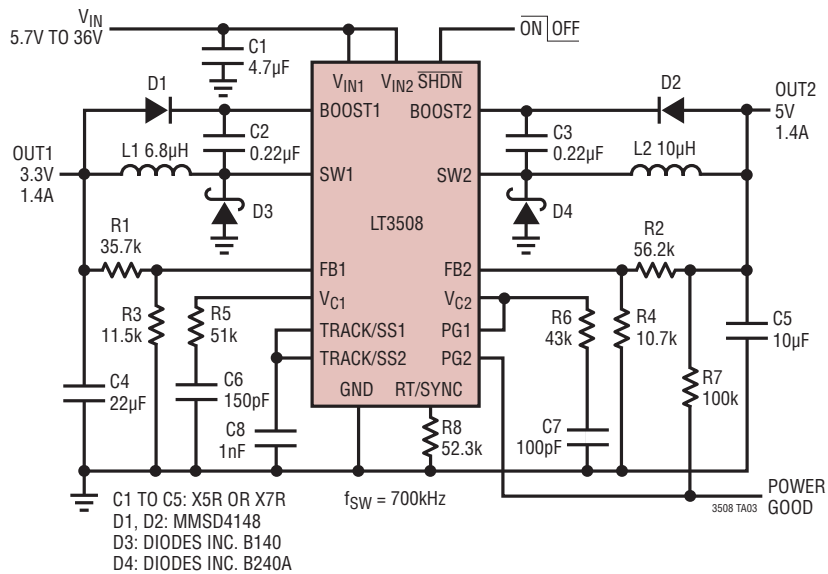 VIN
5.7V TO 36V
ON OFF
C1
4.7µF
VIN1
VIN2
SHDN
D1
D2
BOOST1
BOOST2
OUT2
5V
1.4A
C2
0.22µF
C3
0.22µF
OUT1
3.3V
1.4A
L1 6.8µH
L2 10µH
SW1
SW2
D3
D4
LT3508
R1
35.7k
R2
56.2k
FB1
FB2
VC1
VC2
R3
11.5k
R5
51k
TRACK/SS1
TRACK/SS2
PG1
PG2
R6
43k
R4
10.7k
C5
10µF
C4
22µF
C6
150pF
GND
RT/SYNC
R7
100k
C8
1nF
R8
52.3k
C7
100pF
fSW = 700kHz
POWER
GOOD
3508 TA03
C1 TO C5: X5R OR X7R
D1, D2: MMSD4148
D3: DIODES INC. B140
D4: DIODES INC. B240A